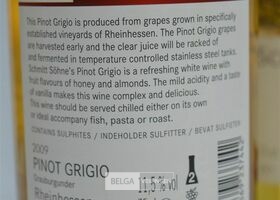 This Pinot Grigio is produced from grapes grown in specifically
established vineyards of Rheinhessen. The Pinot Grigio grapes
are harvested early and the clear juice will be racked of
and fermented in temperature controlled stainless steel tanks.
Schmitt Söhne's Pinot Grigio is a refreshing white wine with
fruit flavours of honey and almonds. The mild acidity and a taste
of vanilla makes this wine complex and delicious.
This wine should be served chilled either on its own
or ideal accompany fish, pasta or roast.
CONTAINS SULPHITES / INDEHOLDER SULFITTER / BEVAT SULFITER
2009
PINOT GRIGIO
Grauburgunder
11,5 % vol
Rheinhessen
2
BELGA